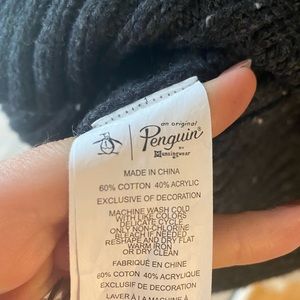 an original
Penguin®
BY Munsingwear
MADE IN CHINA
60% COTTON 40% ACRYLIC
EXCLUSIVE OF DECORATION
MACHINE WASH COLD
WITH LIKE COLORS
DELICATE CYCLE
ONLY NON-CHLORINE
BLEACH IF NEEDED
RESHAPE AND DRY FLAT
WARM IRON
OR DRY CLEAN
FABRIQUÉ EN CHINE
60% COTON 40% ACRYLIQUE
EXCLUSIF DE DECORATION
LAVER À LA MACHINE